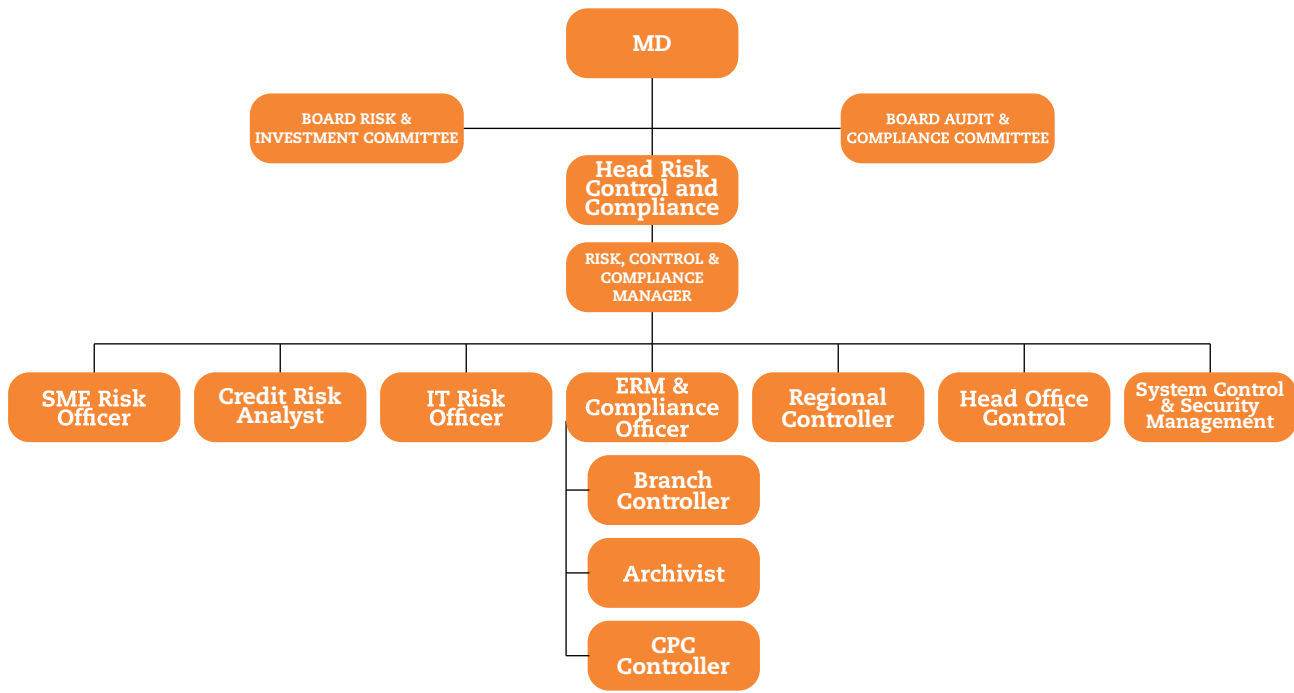 MD
BOARD RISK &
INVESTMENT COMMITTEE
BOARD AUDIT &
COMPLIANCE COMMITTEE
Head Risk
Control and
Compliance
RISK, CONTROL &
COMPLIANCE
MANAGER
SME Risk
Officer
Credit Risk
Analyst
IT Risk
Officer
ERM &
Compliance
Officer
Regional
Controller
Head Office
Control
System Control
& Security
Management
Branch
Controller
Archivist
CPC
Controller